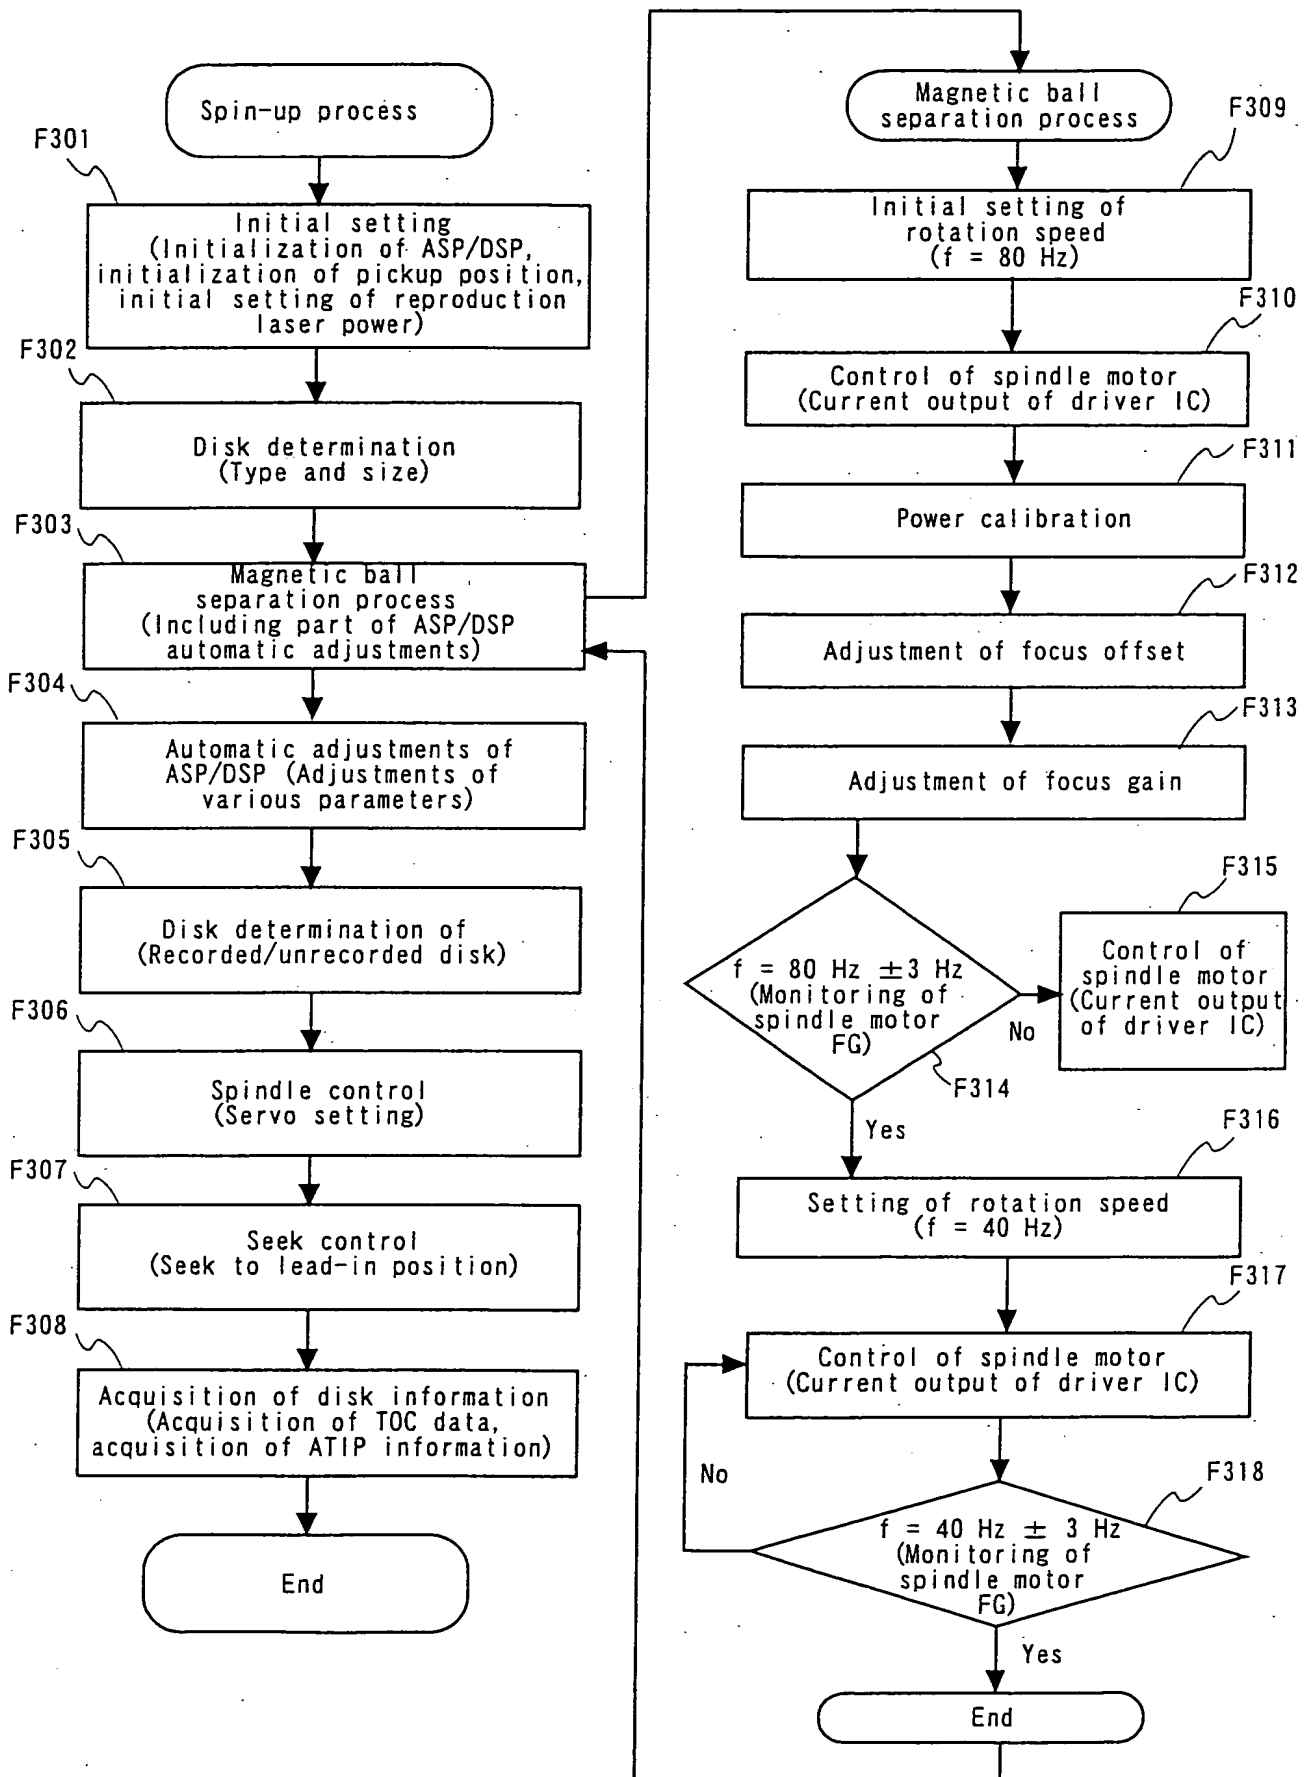 Spin-up process
F301
Initial setting
(Initialization of ASP/DSP,
initialization of pickup position,
initial setting of reproduction
laser power)
F302
Disk determination
(Type and size)
F303
Magnetic ball
separation process
(Including part of ASP/DSP
automatic adjustments)
F304
Automatic adjustments of
ASP/DSP (Adjustments of
various parameters)
F305
Disk determination of
(Recorded/unrecorded disk)
F306
Spindle control
(Servo setting)
F307
Seek control
(Seek to lead-in position)
F308
Acquisition of disk information
(Acquisition of TOC data,
acquisition of ATIP information)
End
Magnetic ball
separation process
F309
Initial setting of
rotation speed
(f = 80 Hz)
F310
Control of spindle motor
(Current output of driver IC)
F311
Power calibration
F312
Adjustment of focus offset
F313
Adjustment of focus gain
f = 80 Hz ±3 Hz
(Monitoring of
spindle motor
FG)
F314
No
F315
Control of
spindle motor
(Current output
of driver IC)
Yes
F316
Setting of rotation speed
(f = 40 Hz)
F317
Control of spindle motor
(Current output of driver IC)
No
F318
f = 40 Hz ± 3 Hz
(Monitoring of
spindle motor
FG)
Yes
End